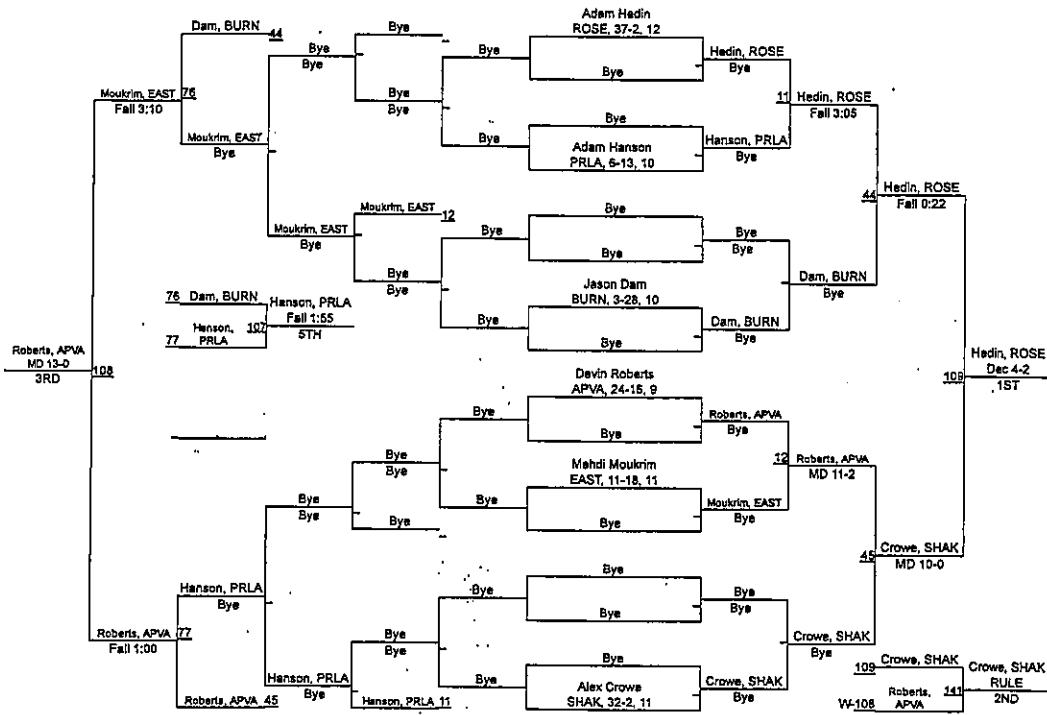 Adam Hedin
ROSE, 37-2, 12
Bye
Dam, BURN
44
Bye
Bye
Bye
Bye
Hedin, ROSE
Bye
Bye
Moukrim, EAST
Fall 3:10
76
Bye
Bye
Bye
11
Hedin, ROSE
Fall 3:05
Moukrim, EAST
Bye
Bye
Adam Hanson
PRLA, 6-13, 10
Hanson, PRLA
Bye
Hedin, ROSE
Fall 0:22
44
Moukrim, EAST
12
Bye
Moukrim, EAST
Bye
Bye
Bye
Bye
Bye
Bye
Bye
Jason Dam
BURN, 3-28, 10
Dam, BURN
Bye
76
Dam, BURN
Hanson, PRLA
Fall 1:55
5TH
107
77
Hanson,
PRLA
Bye
Dam, BURN
Bye
Roberts, APVA
MD 13-0
3RD
108
Hedin, ROSE
Dec 4-2
1ST
109
Devin Roberts
APVA, 24-15, 9
Bye
Roberts, APVA
Bye
Bye
Bye
Bye
12
Roberts, APVA
MD 11-2
Bye
Bye
Bye
Mehdi Moukrim
EAST, 11-18, 11
Moukrim, EAST
Bye
Bye
Bye
Crowe, SHAK
MD 10-0
45
Hanson, PRLA
Bye
Bye
Bye
Bye
Bye
Bye
Roberts, APVA
Fall 1:00
77
Bye
Bye
Crowe, SHAK
Bye
Hanson, PRLA
Bye
Bye
Bye
Alex Crowe
SHAK, 32-2, 11
Crowe, SHAK
Bye
Roberts, APVA
45
Hanson, PRLA
11
109
Crowe, SHAK
Crowe, SHAK
RULE
2ND
141
W-108
Roberts,
APVA